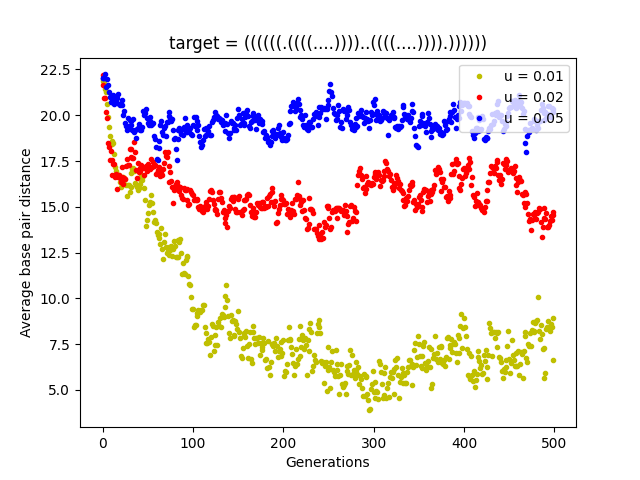 target = ((((((.((((....))))..((((....)))).))))))
22.5
20.0
17.5
15.0
12.5
10.0
7.5
5.0
Average base pair distance
u = 0.01
u = 0.02
u = 0.05
0 100 200 300 400 500
Generations